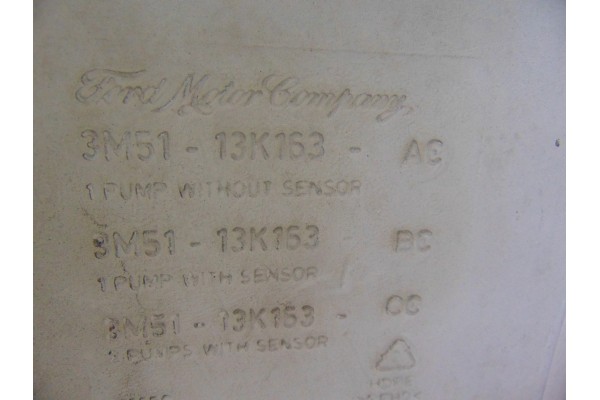 Ford Motor Company
3M51 - 13K163 - AC
1 PUMP WITHOUT SENSOR
3M51 - 13K163 - BC
1 PUMP WITH SENSOR
3M51 - 13K163 - CC
PUMPS WITH SENSOR